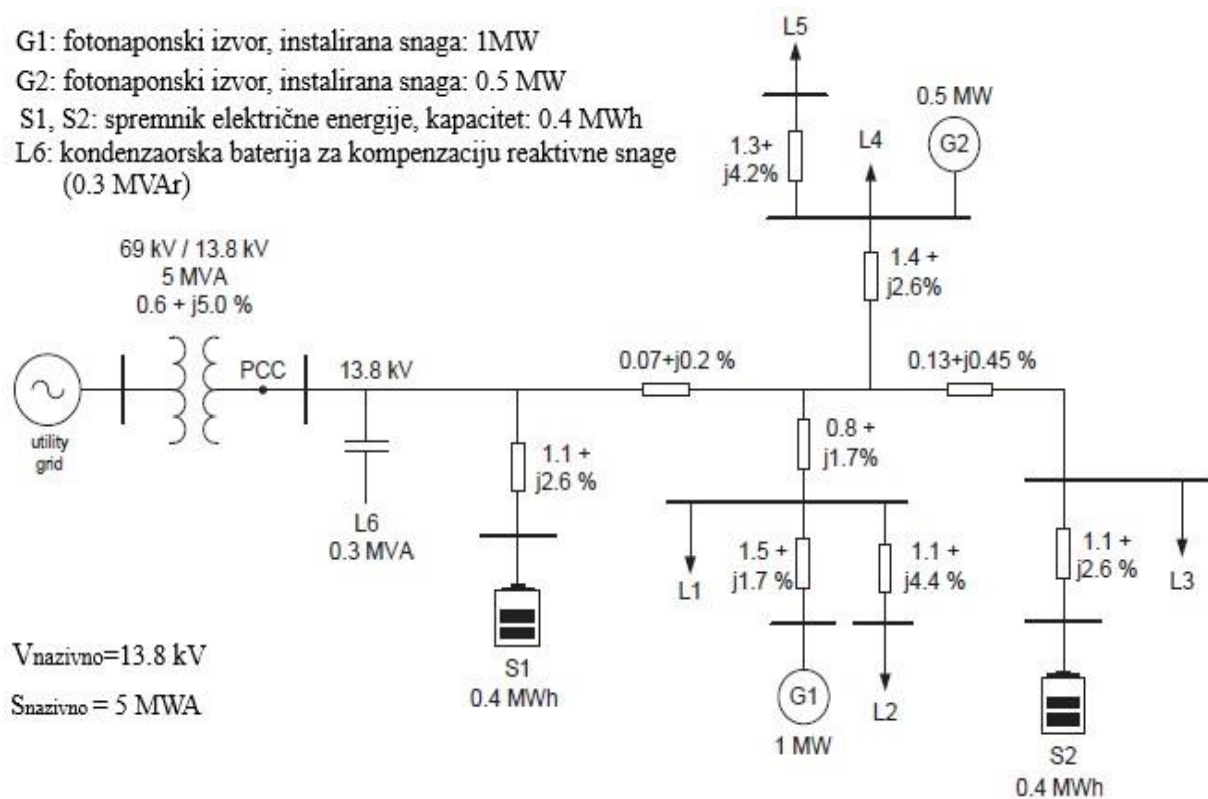 G1: fotonaponski izvor, instalirana snaga: 1MW
G2: fotonaponski izvor, instalirana snaga: 0.5 MW
S1, S2: spremnik električne energije, kapacitet: 0.4 MWh
L6: kondenzaorska baterija za kompenzaciju reaktivne snage
(0.3 MVAr)
L5
0.5 MW
1.3+
j4.2%
L4
G2
69 kV / 13.8 kV
5 MVA
0.6 + j5.0 %
1.4 +
j2.6%
PCC
13.8 kV
0.07+j0.2 %
0.13+j0.45 %
utility
grid
1.1 +
j2.6 %
0.8 +
j1.7%
L6
0.3 MVA
L1
1.5 +
j1.7 %
1.1 +
j4.4 %
1.1 +
j2.6 %
L3
S1
0.4 MWh
G1
1 MW
L2
S2
0.4 MWh
Vnazivno=13.8 kV
Snazivno = 5 MWA